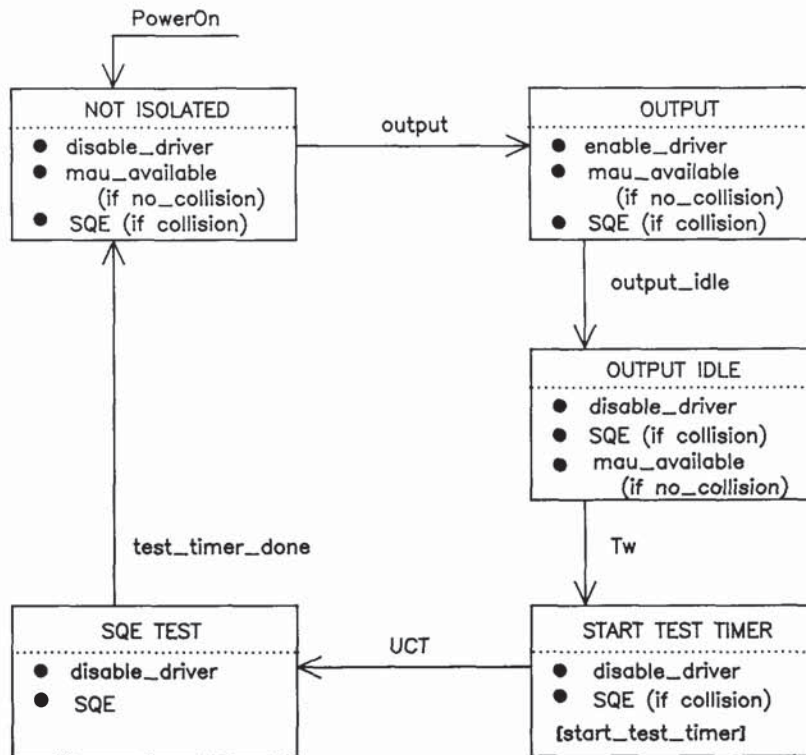 PowerOn
NOT ISOLATED
● disable_driver
● mau_available
(if no_collision)
● SQE (if collision)
output
OUTPUT
● enable_driver
● mau_available
(if no_collision)
● SQE (if collision)
output_idle
OUTPUT IDLE
● disable_driver
● SQE (if collision)
● mau_available
(if no_collision)
Tw
START TEST TIMER
● disable_driver
● SQE (if collision)
[start_test_timer]
UCT
SQE TEST
● disable_driver
● SQE
test_timer_done